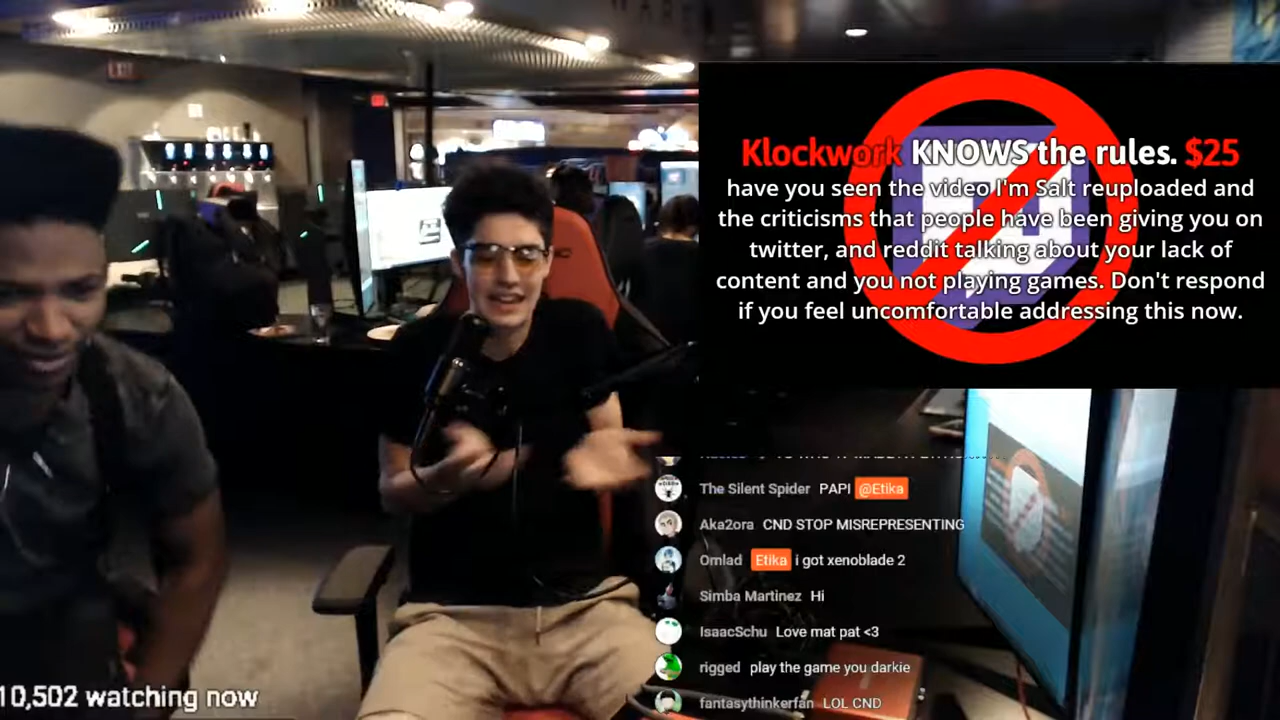 EXIT
Klockwork KNOWS the rules. $25
have you seen the video I'm Salt reuploaded and
the criticisms that people have been giving you on
twitter, and reddit talking about your lack of
content and you not playing games. Don't respond
if you feel uncomfortable addressing this now.
The Silent Spider PAPI @Etika
Aka2ora CND STOP MISREPRESENTING
Omlad Etika i got xenoblade 2
Simba Martinez Hi
IsaacSchu Love mat pat <3
rigged play the game you darkie
fantasythinkerfan LOL CND
10,502 watching now